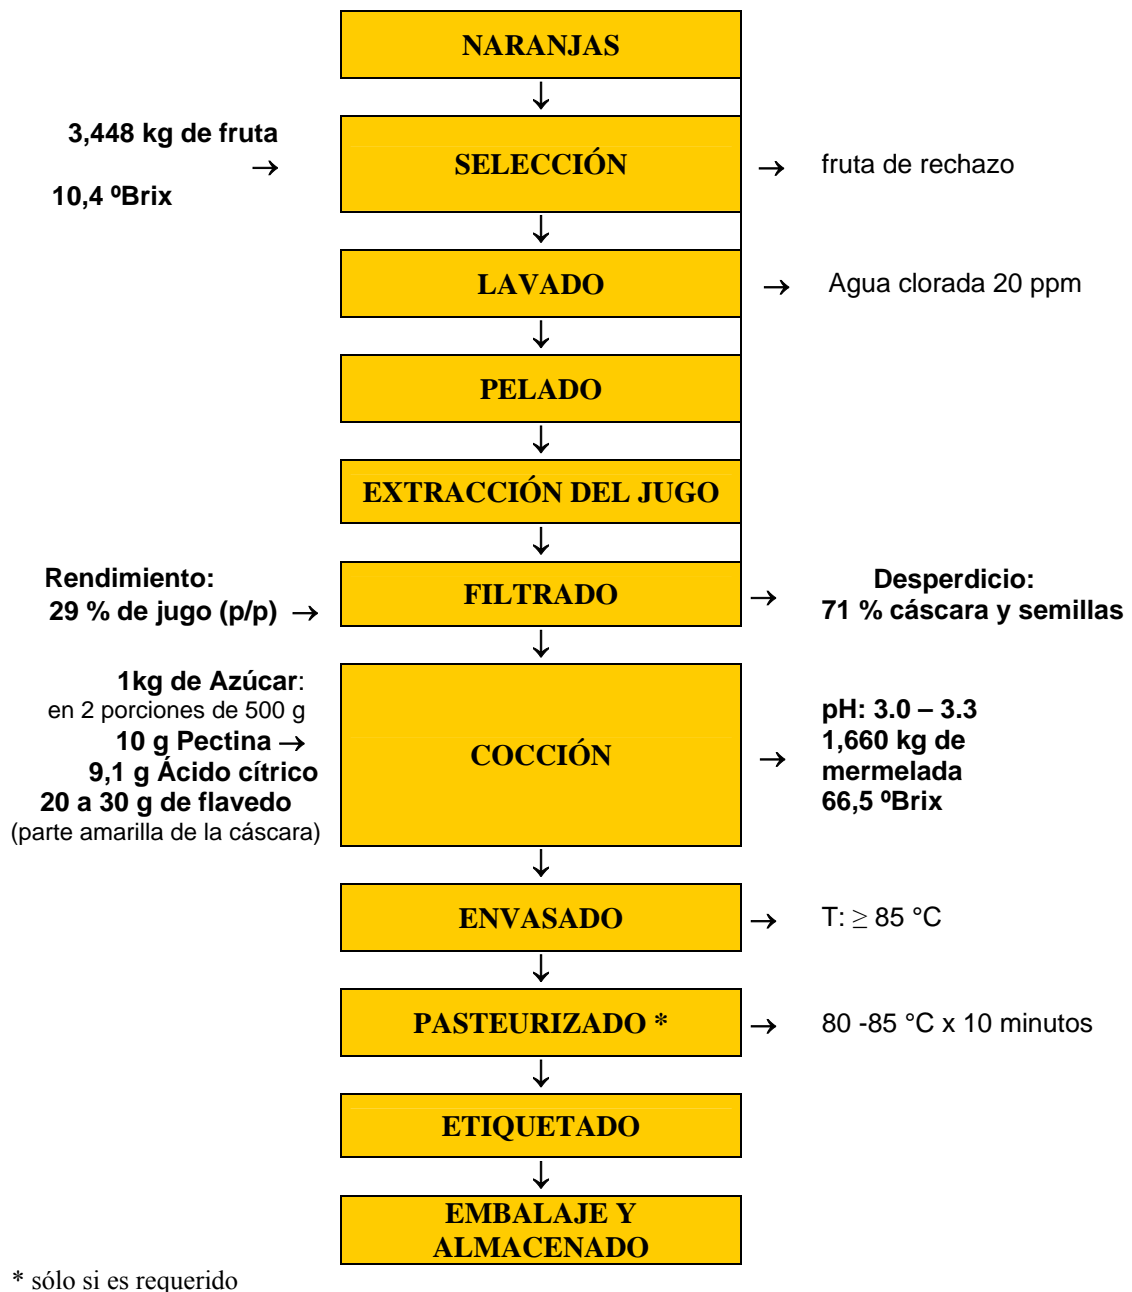 NARANJAS
↓
3,448 kg de fruta
→ SELECCIÓN → fruta de rechazo
10,4 ºBrix
↓
LAVADO → Agua clorada 20 ppm
↓
PELADO
↓
EXTRACCIÓN DEL JUGO
↓
Rendimiento:
29 % de jugo (p/p) →
FILTRADO →
Desperdicio:
71 % cáscara y semillas
↓
1kg de Azúcar:
en 2 porciones de 500 g
10 g Pectina →
9,1 g Ácido cítrico
20 a 30 g de flavedo
(parte amarilla de la cáscara)
COCCIÓN →
pH: 3.0 – 3.3
1,660 kg de
mermelada
66,5 ºBrix
↓
ENVASADO → T: ≥ 85 °C
↓
PASTEURIZADO * → 80 -85 °C x 10 minutos
↓
ETIQUETADO
↓
EMBALAJE Y
ALMACENADO
* sólo si es requerido